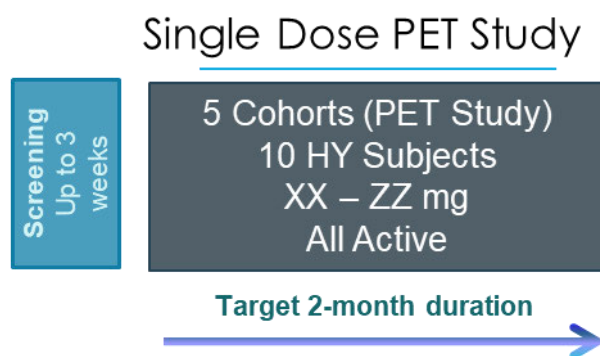 Single Dose PET Study
Screening
Up to 3
weeks
5 Cohorts (PET Study)
10 HY Subjects
XX – ZZ mg
All Active
Target 2-month duration